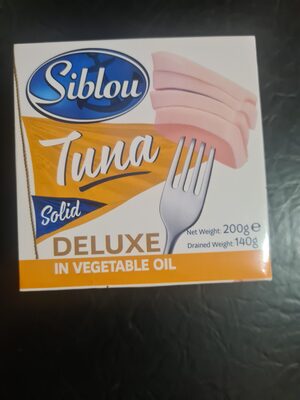 Siblou
Tuna
Solid
DELUXE
IN VEGETABLE OIL
Net Weight: 200g ℮
Drained Weight: 140g